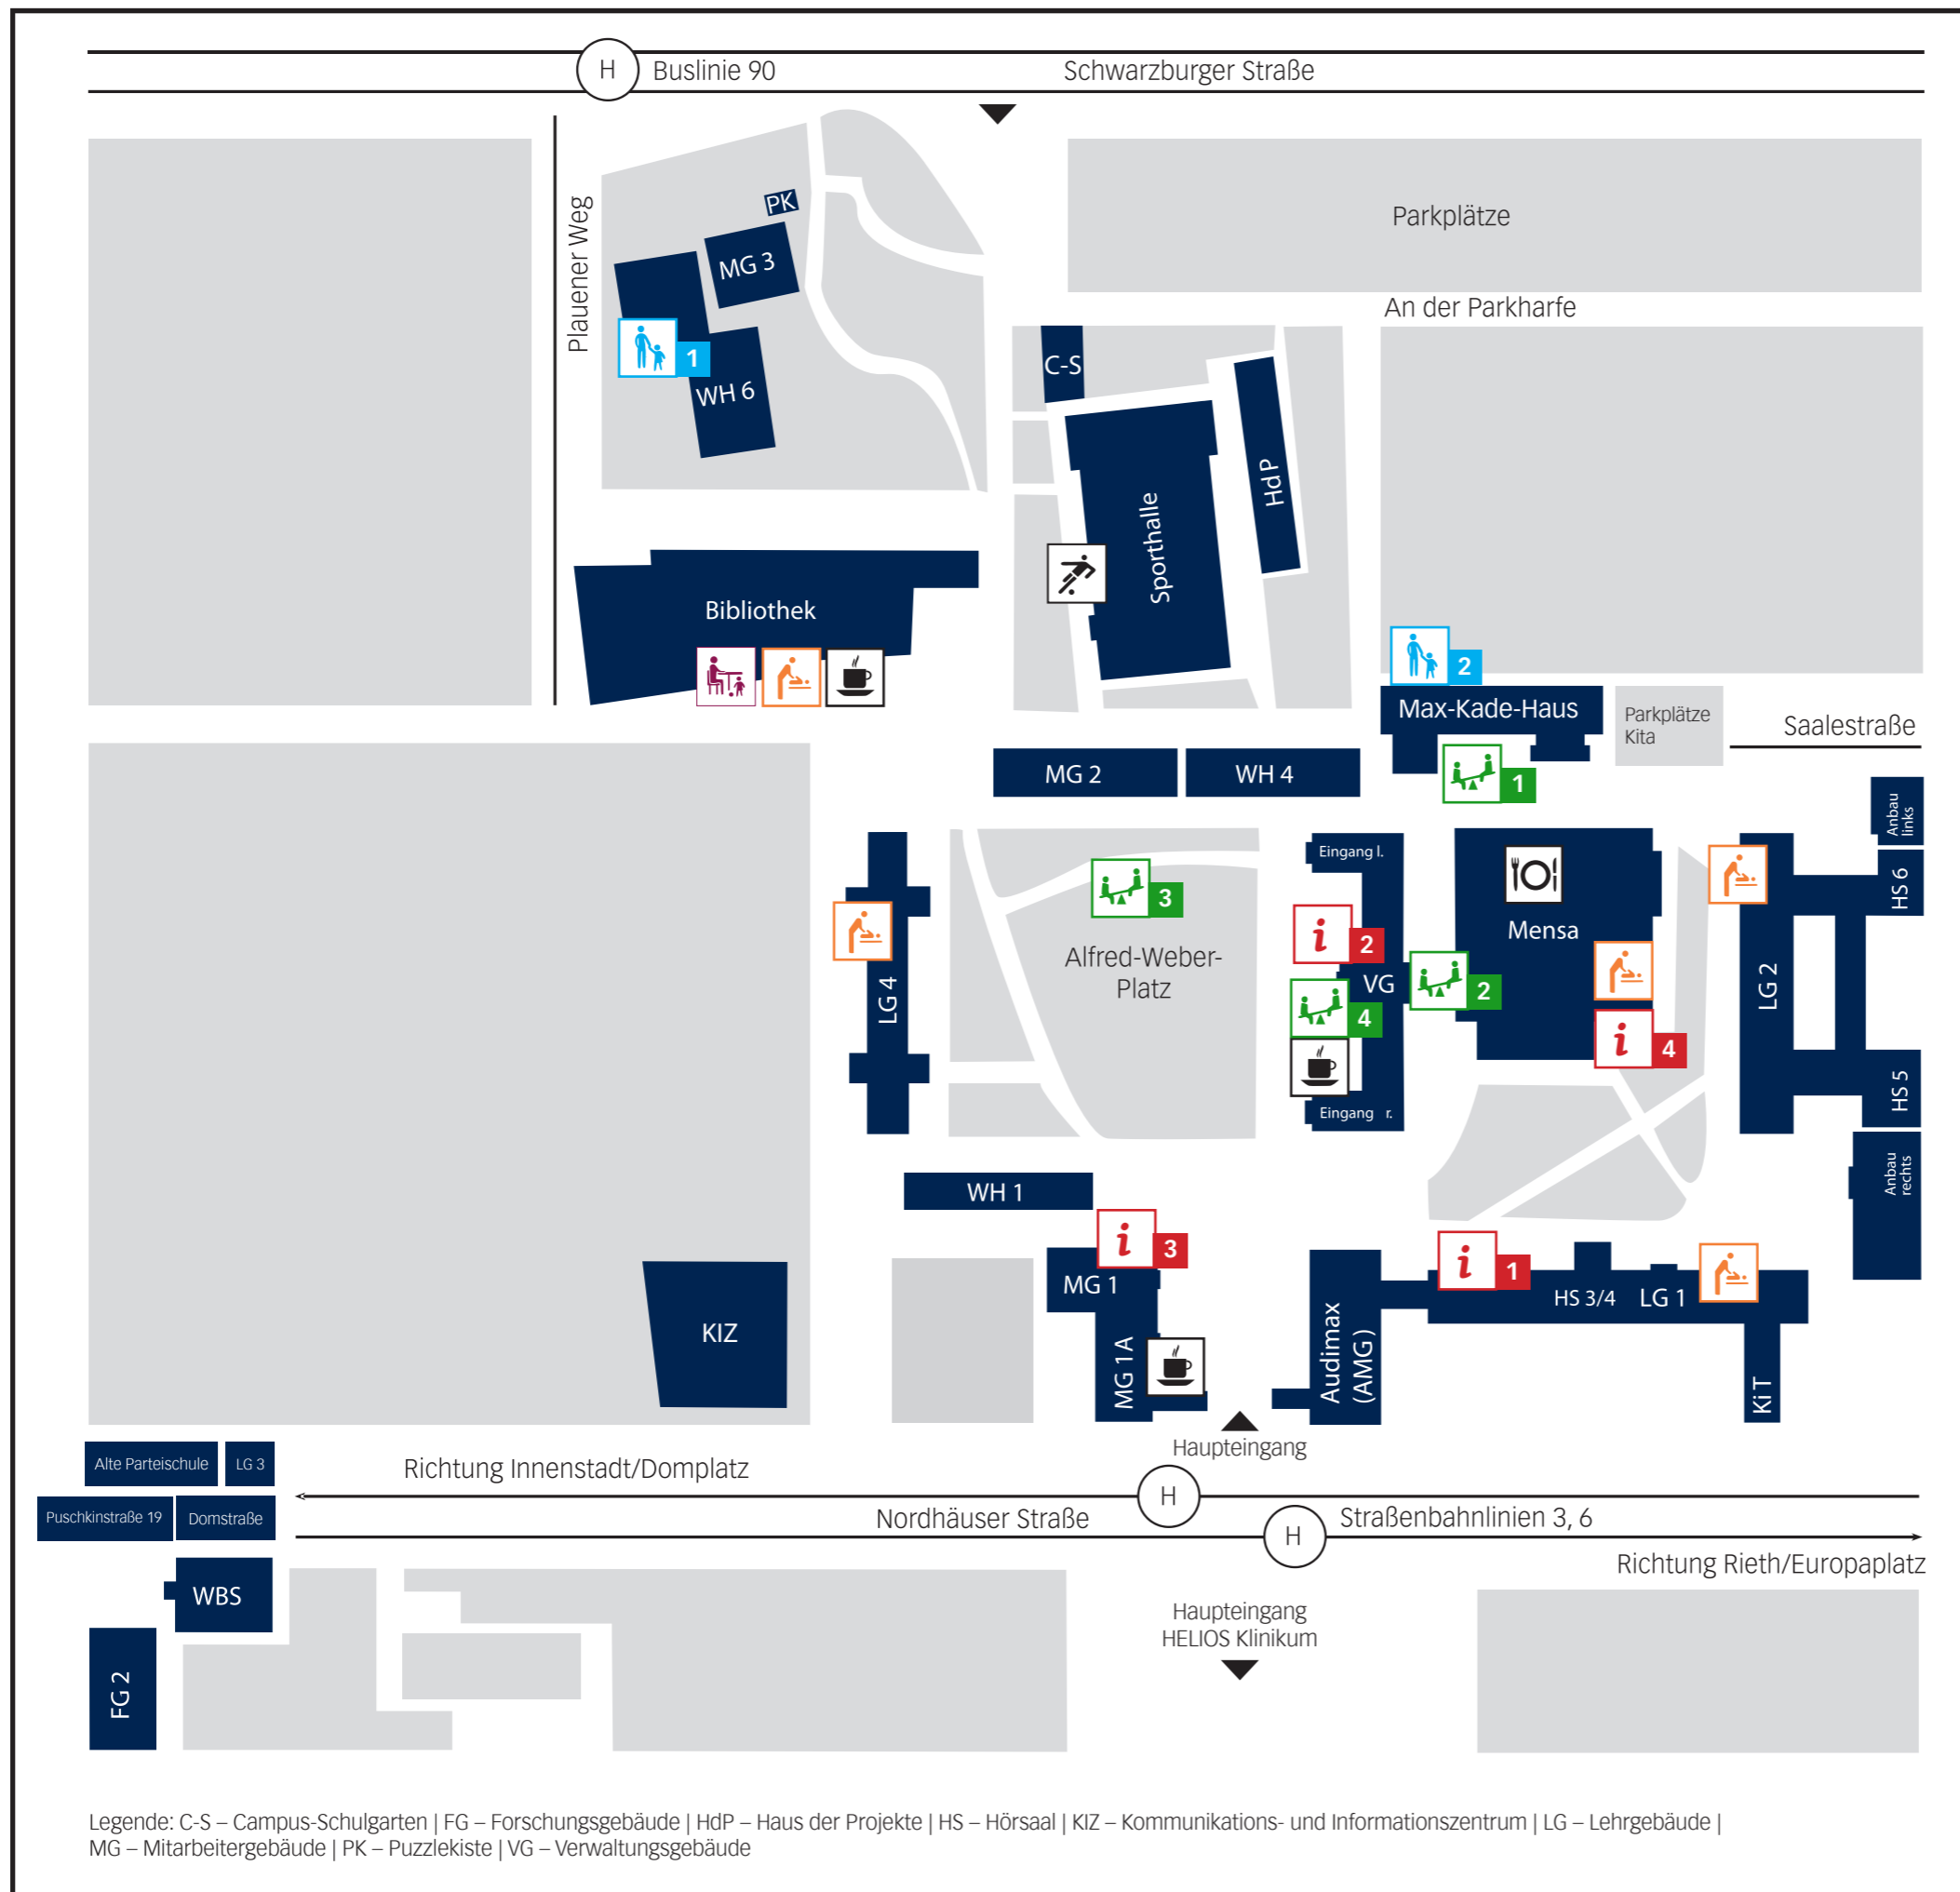 H Buslinie 90 Schwarzburger Straße
Plauener Weg
PK
MG 3
1
WH 6
Parkplätze
An der Parkharfe
C-S
HdP
Sporthalle
Bibliothek
2
Max-Kade-Haus
Parkplätze
Kita
Saalestraße
1
MG 2
WH 4
Anbau
links
HS 6
Eingang l.
3
Alfred-Weber-
Platz
2
VG
2
4
Eingang r.
Mensa
4
LG 4
LG 2
HS 5
Anbau
rechts
WH 1
3
MG 1
MG 1A
1
HS 3/4
LG 1
Audimax
(AMG)
KiT
KIZ
Haupteingang
Alte Parteischule
LG 3
Richtung Innenstadt/Domplatz
H
Puschkinstraße 19
Domstraße
Nordhäuser Straße
H
Straßenbahnlinien 3, 6
Richtung Rieth/Europaplatz
WBS
FG 2
Haupteingang
HELIOS Klinikum
Legende: C-S – Campus-Schulgarten | FG – Forschungsgebäude | HdP – Haus der Projekte | HS – Hörsaal | KIZ – Kommunikations- und Informationszentrum | LG – Lehrgebäude |
MG – Mitarbeitergebäude | PK – Puzzlekiste | VG – Verwaltungsgebäude